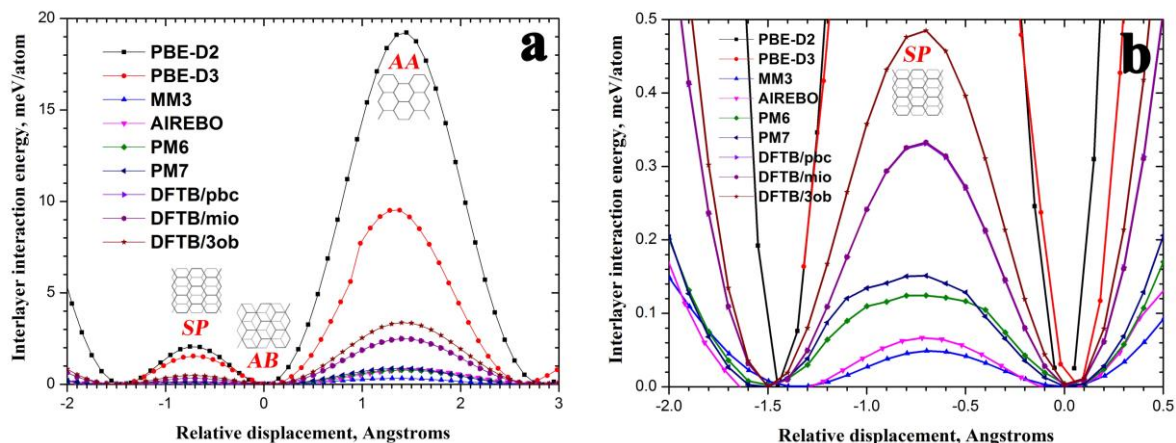 a
20
15
10
5
0
Interlayer interaction energy, meV/atom
PBE-D2
PBE-D3
MM3
AIREBO
PM6
PM7
DFTB/pbc
DFTB/mio
DFTB/3ob
AA
SP
AB
-2 -1 0 1 2 3
Relative displacement, Angstroms
b
0.5
0.4
0.3
0.2
0.1
0.0
Interlayer interaction energy, meV/atom
PBE-D2
PBE-D3
MM3
AIREBO
PM6
PM7
DFTB/pbc
DFTB/mio
DFTB/3ob
SP
-2.0 -1.5 -1.0 -0.5 0.0 0.5
Relative displacement, Angstroms